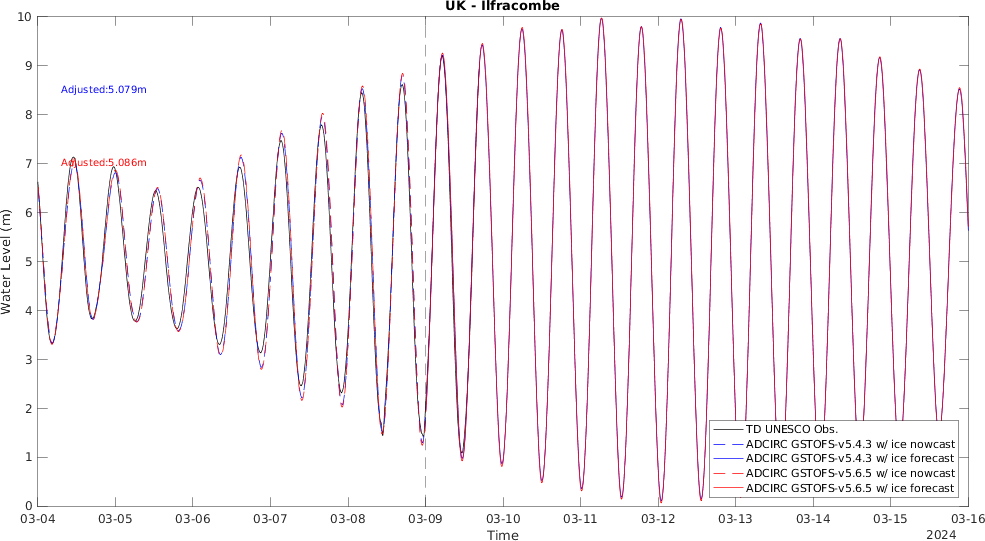 UK - Ilfracombe
10
9
8
7
6
5
4
3
2
1
0
Water Level (m)
Adjusted:5.079m
Adjusted:5.086m
TD UNESCO Obs.
ADCIRC GSTOFS-v5.4.3 w/ ice nowcast
ADCIRC GSTOFS-v5.4.3 w/ ice forecast
ADCIRC GSTOFS-v5.6.5 w/ ice nowcast
ADCIRC GSTOFS-v5.6.5 w/ ice forecast
03-04 03-05 03-06 03-07 03-08 03-09 03-10 03-11 03-12 03-13 03-14 03-15 03-16
Time
2024